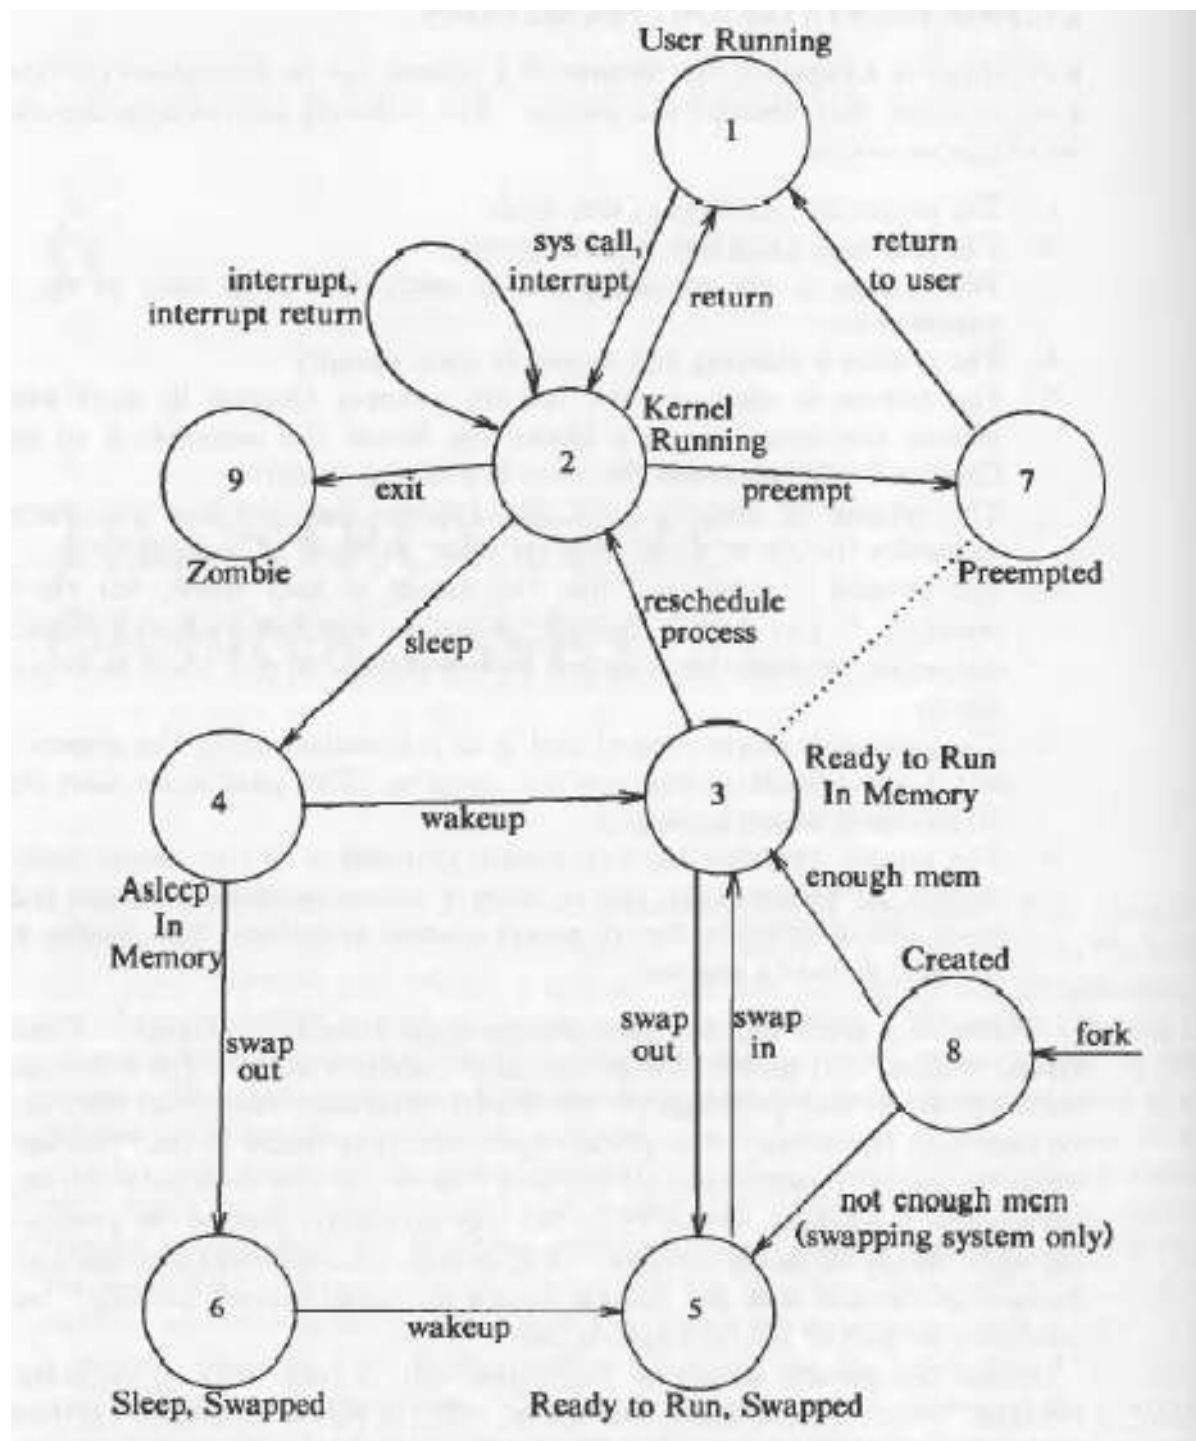 User Running
1
sys call,
interrupt
return
return
to user
interrupt,
interrupt return
Kernel
Running
2
9
7
exit
preempt
Zombie
Preempted
sleep
reschedule
process
4
3
Ready to Run
In Memory
wakeup
Asleep
In
Memory
enough mem
Created
8
fork
swap
out
swap
out
swap
in
not enough mem
(swapping system only)
6
5
wakeup
Sleep, Swapped
Ready to Run, Swapped